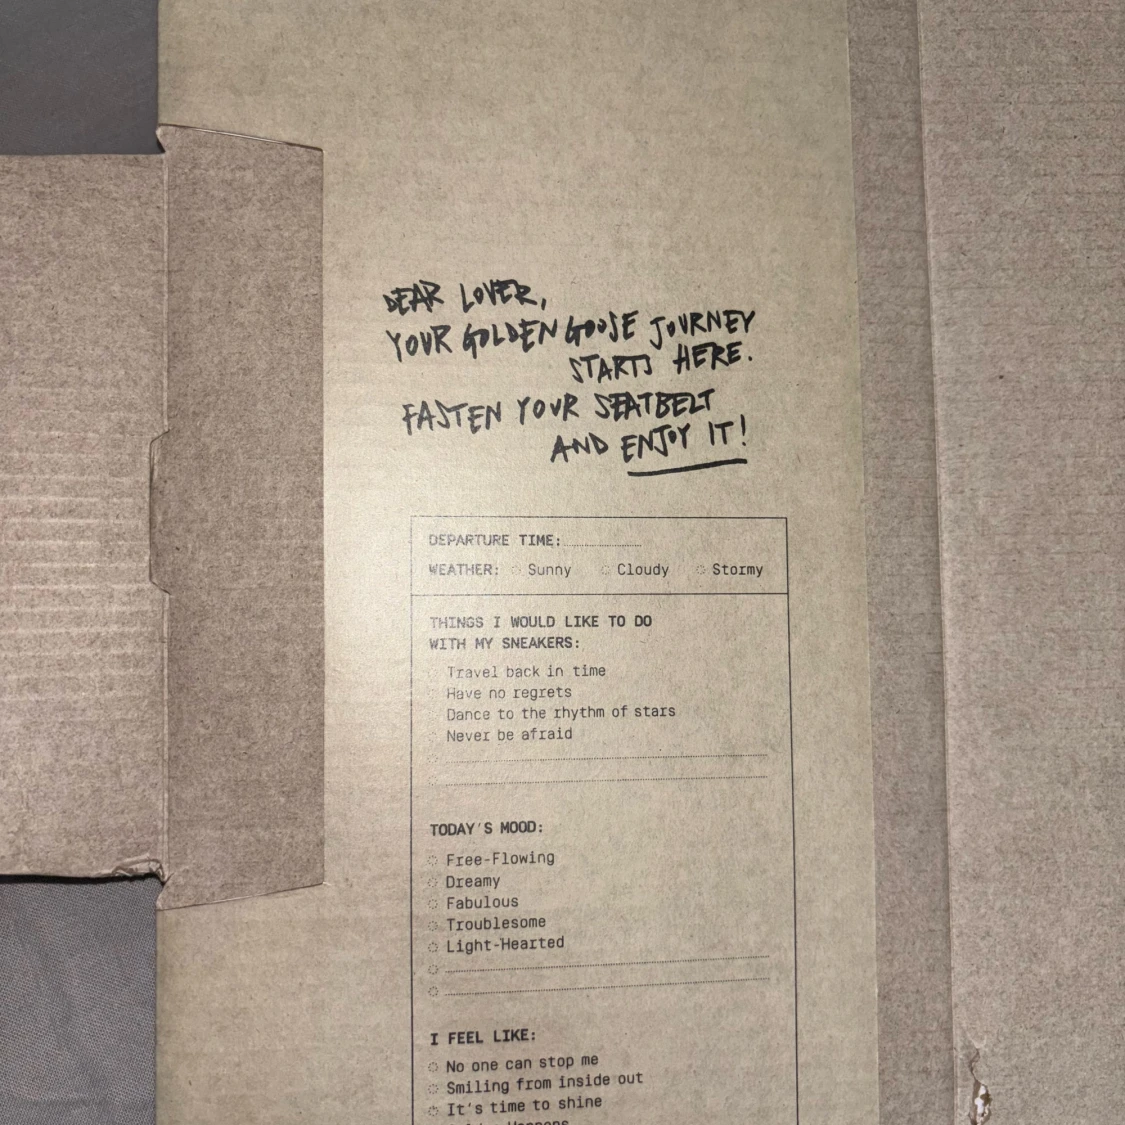 DEAR LOVER,
YOUR GOLDEN GOOSE JOURNEY
STARTS HERE.
FASTEN YOUR SEATBELT
AND ENJOY IT!
DEPARTURE TIME:
WEATHER: Sunny Cloudy Stormy
THINGS I WOULD LIKE TO DO
WITH MY SNEAKERS:
Travel back in time
Have no regrets
Dance to the rhythm of stars
Never be afraid
TODAY'S MOOD:
Free-Flowing
Dreamy
Fabulous
Troublesome
Light-Hearted
I FEEL LIKE:
No one can stop me
Smiling from inside out
It's time to shine